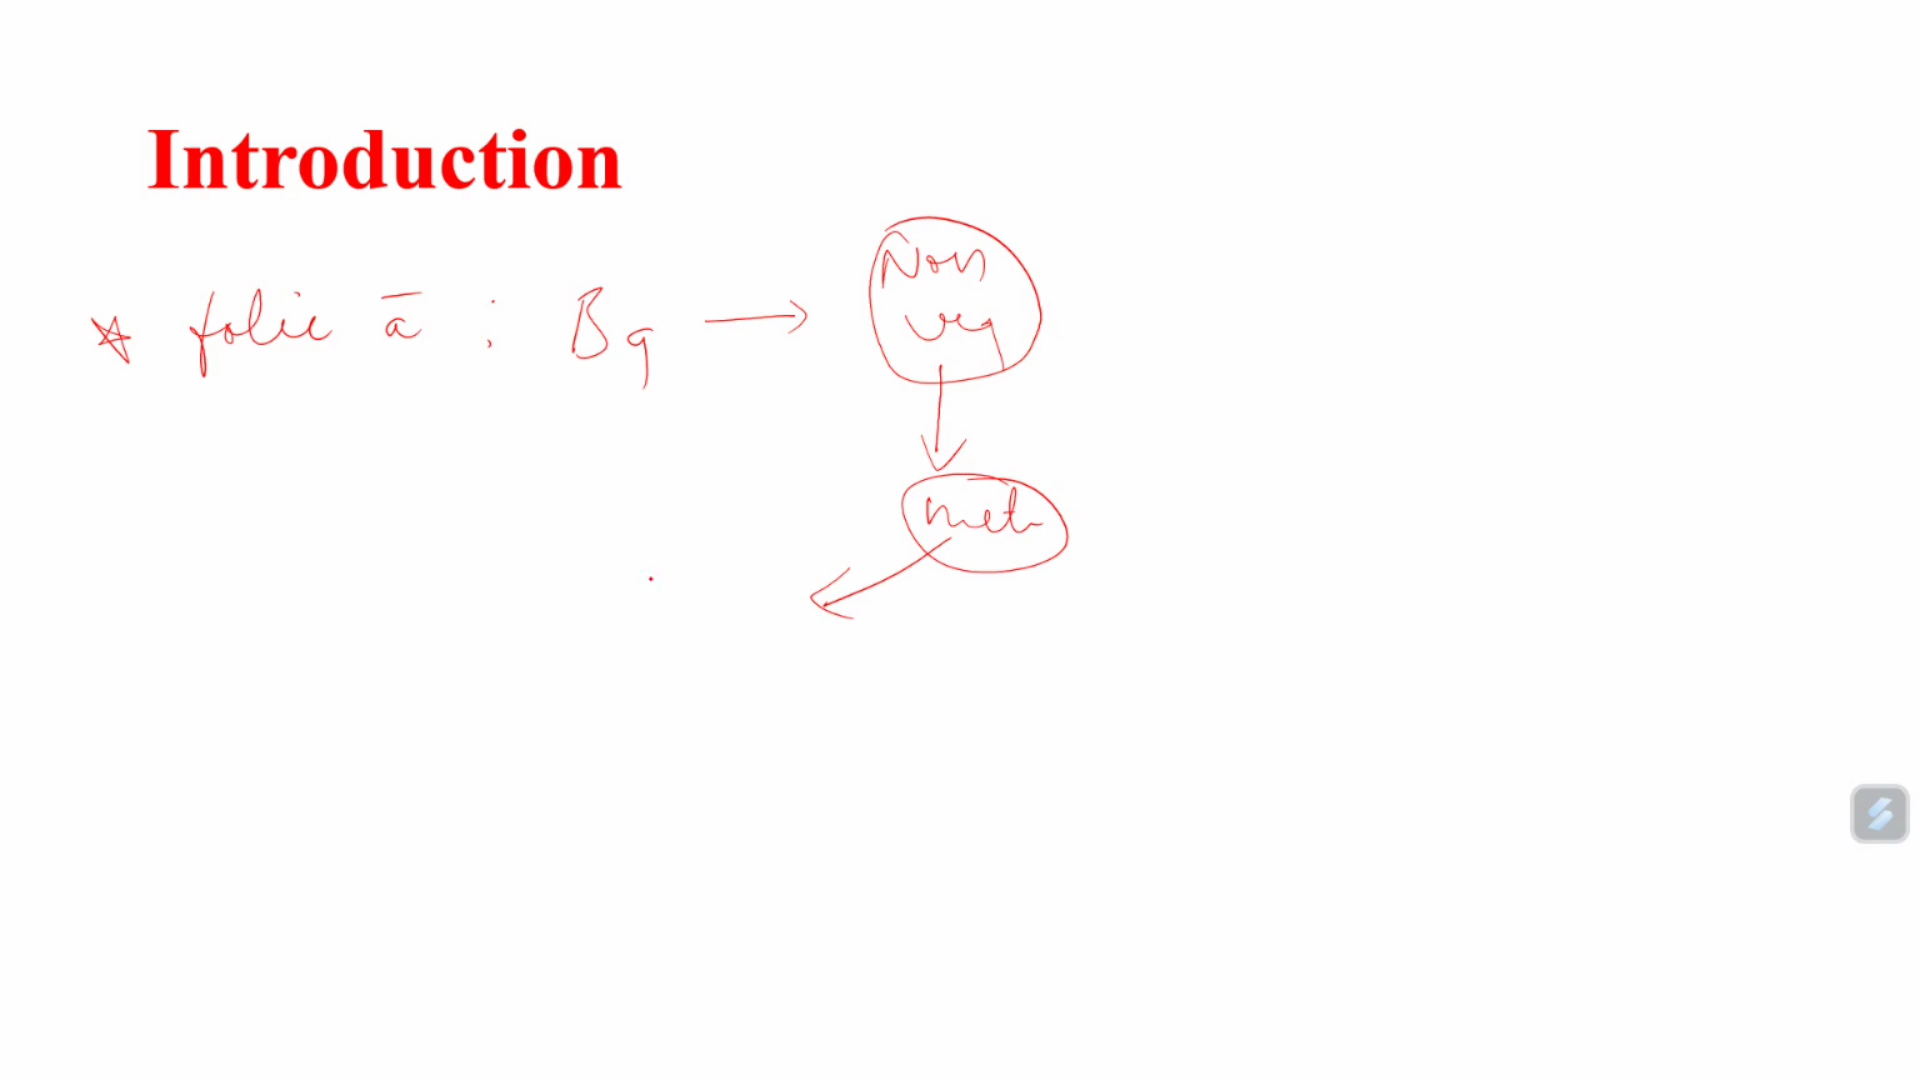 Introduction
* folic ā : B9 → Non
veg
meth